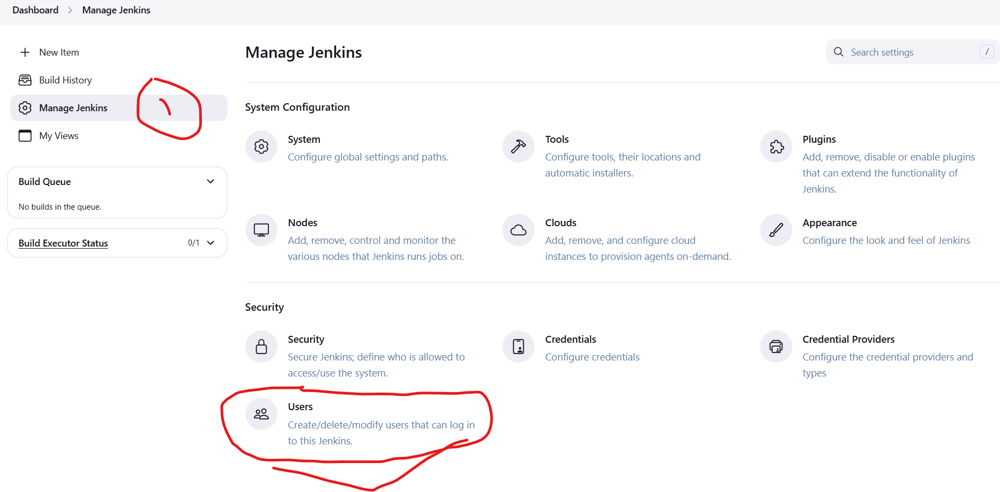 Dashboard > Manage Jenkins
New Item
Build History
Manage Jenkins
My Views
Build Queue
No builds in the queue.
Build Executor Status 0/1
Manage Jenkins
Search settings /
System Configuration
System
Configure global settings and paths.
Tools
Configure tools, their locations and
automatic installers.
Plugins
Add, remove, disable or enable plugins
that can extend the functionality of
Jenkins.
Nodes
Add, remove, control and monitor the
various nodes that Jenkins runs jobs on.
Clouds
Add, remove, and configure cloud
instances to provision agents on-demand.
Appearance
Configure the look and feel of Jenkins
Security
Security
Secure Jenkins; define who is allowed to
access/use the system.
Credentials
Configure credentials
Credential Providers
Configure the credential providers and
types
Users
Create/delete/modify users that can log in
to this Jenkins.